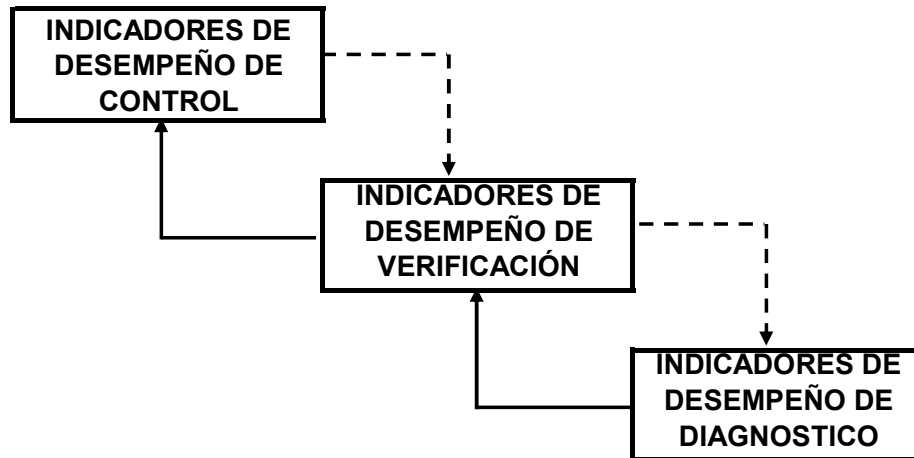 INDICADORES DE
DESEMPEÑO DE
CONTROL
INDICADORES DE
DESEMPEÑO DE
VERIFICACIÓN
INDICADORES DE
DESEMPEÑO DE
DIAGNOSTICO